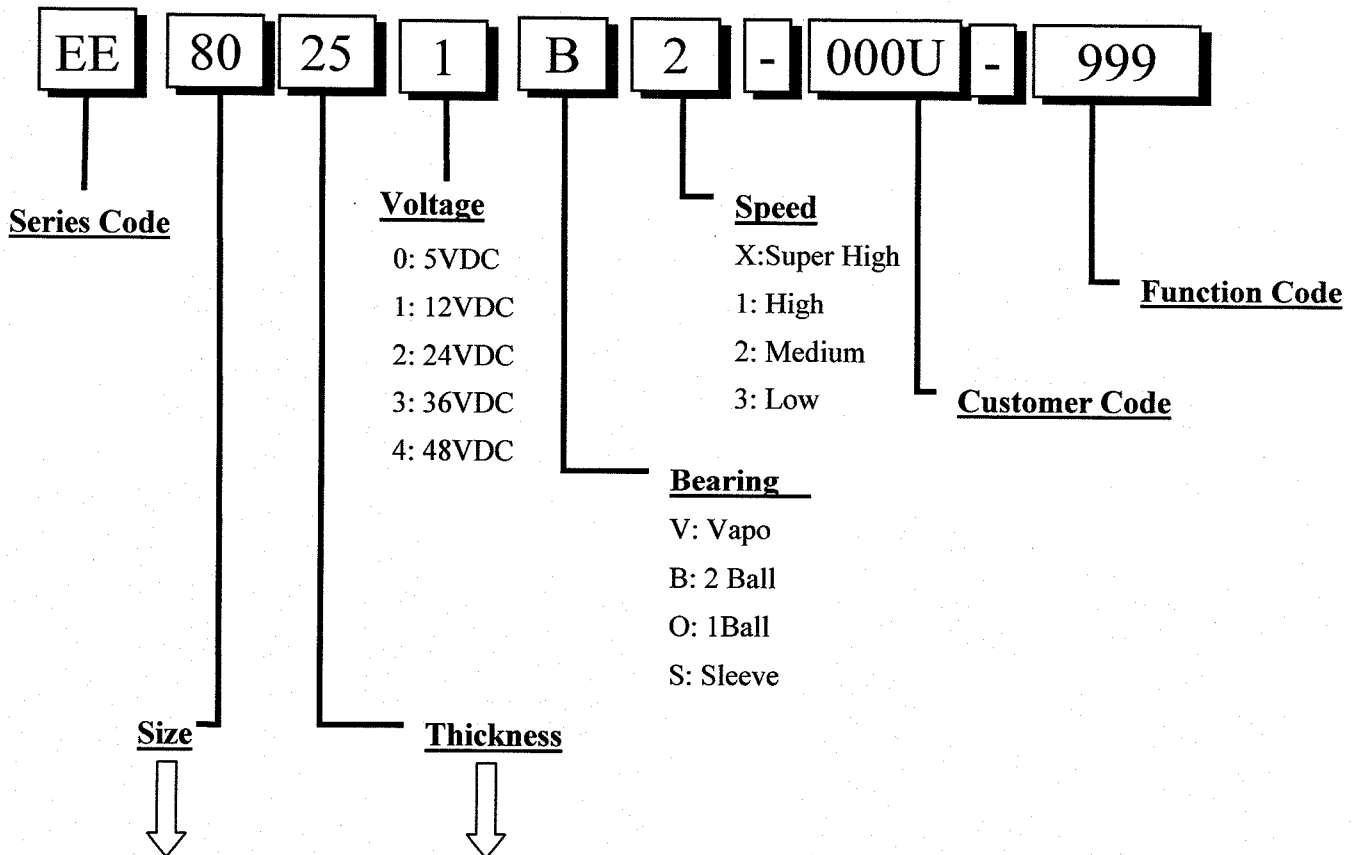 EE 80 25 1 B 2 - 000U - 999
Series Code
Voltage
0: 5VDC
1: 12VDC
2: 24VDC
3: 36VDC
4: 48VDC
Speed
X:Super High
1: High
2: Medium
3: Low
Function Code
Customer Code
Bearing
V: Vapo
B: 2 Ball
O: 1Ball
S: Sleeve
Size
Thickness